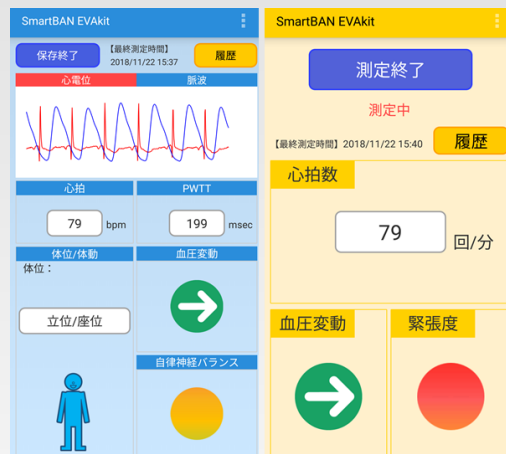 SmartBAN EVAkit
保存終了
【最終測定時間】
2018/11/22 15:37
履歴
心電位
脈波
心拍
PWTT
79 bpm
199 msec
体位/体動
血圧変動
体位：
立位/座位
自律神経バランス
SmartBAN EVAkit
測定終了
測定中
【最終測定時間】2018/11/22 15:40
履歴
心拍数
79 回/分
血圧変動
緊張度